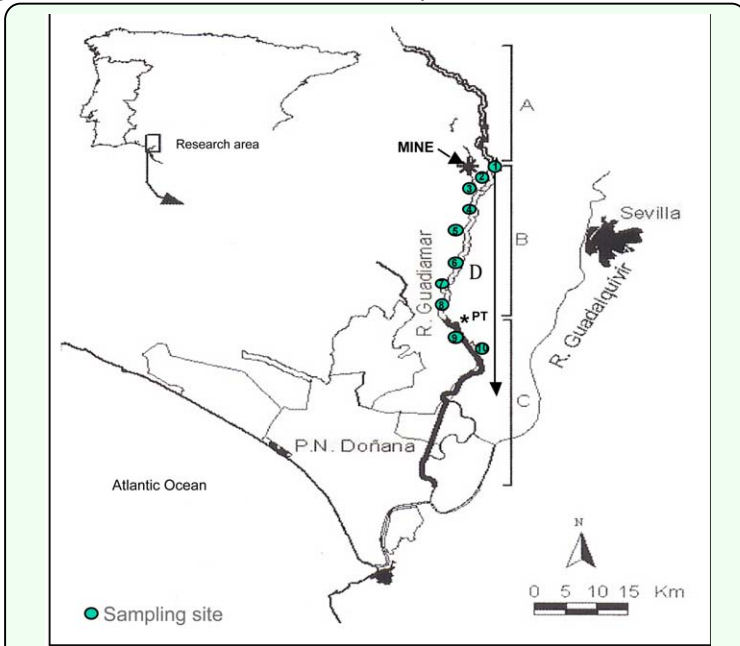 A
Research area
MINE
1
2
3
4
5
6
7
8
9
10
Sevilla
B
D
R. Guadiamar
R. Guadalquivír
PT
C
P.N. Doñana
Atlantic Ocean
N
0 5 10 15 Km
Sampling site